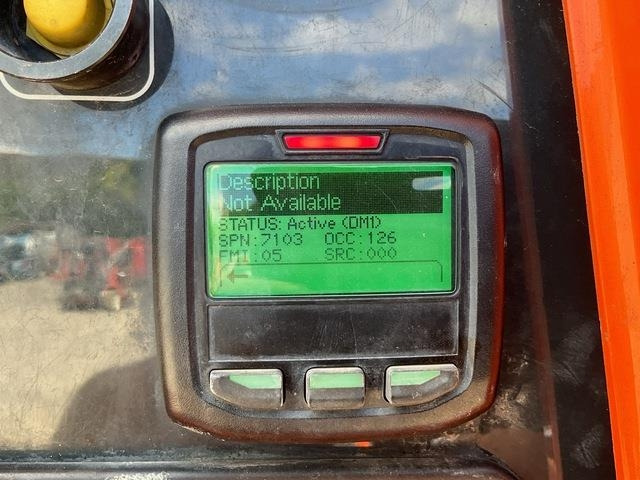 Description
Not Available
STATUS: Active (DM1)
SPN:7103 OCC:126
FMI:05 SRC:000